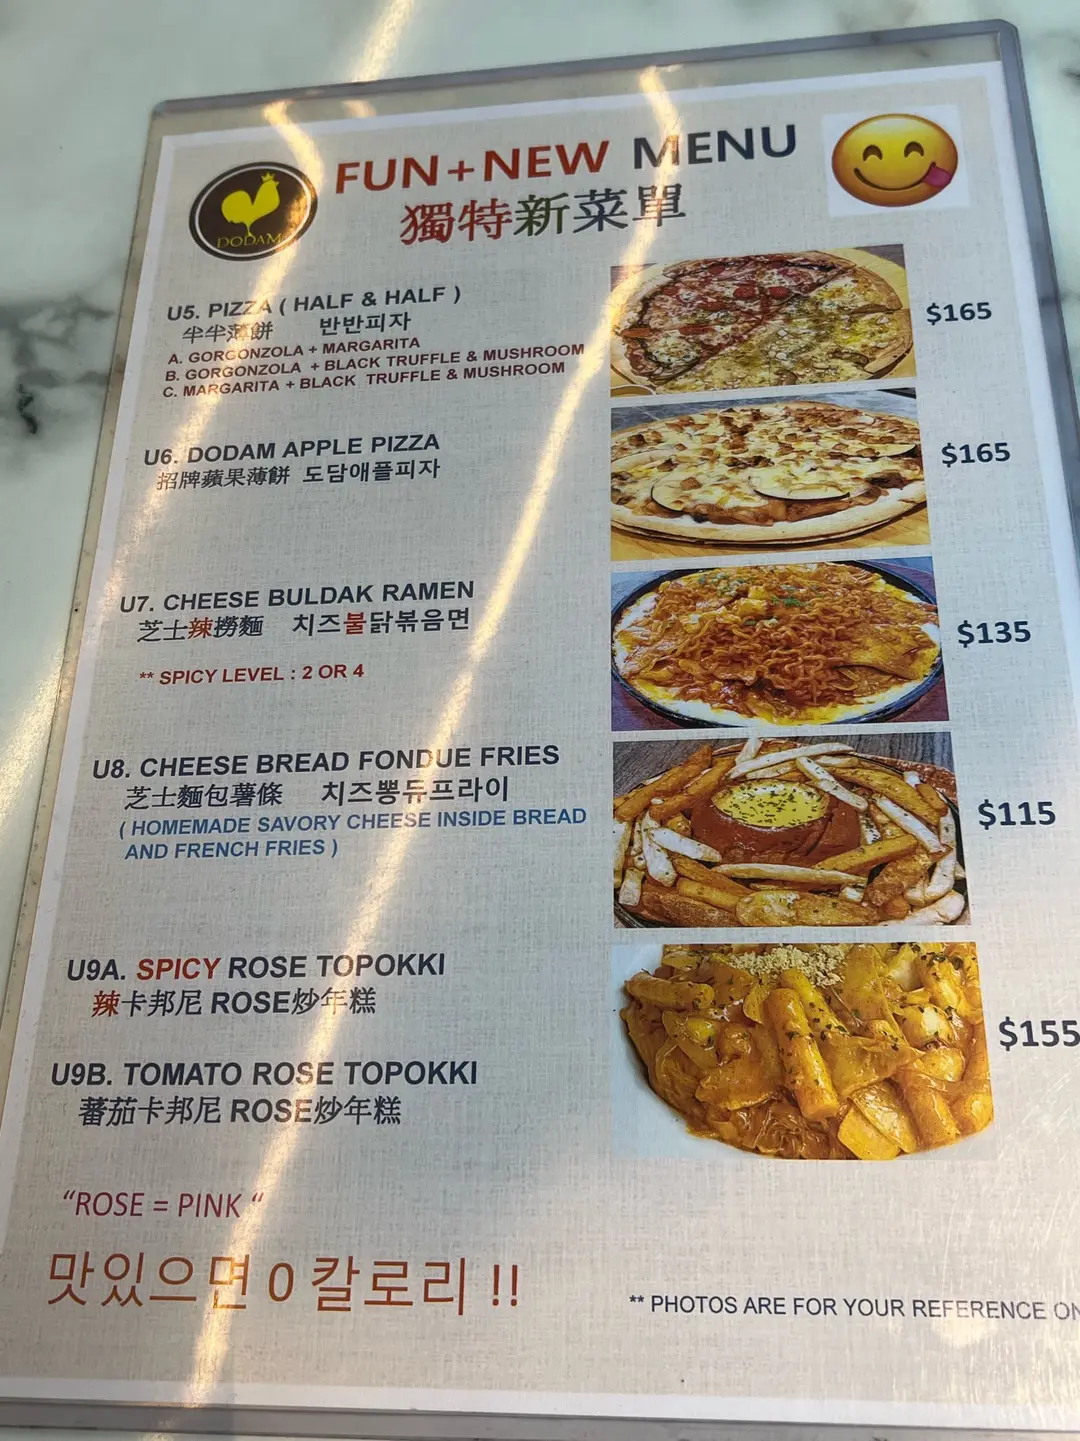 DODAM
FUN+NEW MENU
獨特新菜單
U5. PIZZA ( HALF & HALF )
半半薄餅 반반피자
A. GORGONZOLA + MARGARITA
B. GORGONZOLA + BLACK TRUFFLE & MUSHROOM
C. MARGARITA + BLACK TRUFFLE & MUSHROOM
$165
U6. DODAM APPLE PIZZA
招牌蘋果薄餅 도담애플피자
$165
U7. CHEESE BULDAK RAMEN
芝士辣撈麵 치즈불닭볶음면
** SPICY LEVEL : 2 OR 4
$135
U8. CHEESE BREAD FONDUE FRIES
芝士麵包薯條 치즈뽕듀프라이
( HOMEMADE SAVORY CHEESE INSIDE BREAD
AND FRENCH FRIES )
$115
U9A. SPICY ROSE TOPOKKI
辣卡邦尼 ROSE炒年糕
$155
U9B. TOMATO ROSE TOPOKKI
蕃茄卡邦尼 ROSE炒年糕
“ROSE = PINK “
맛있으면 0 칼로리 !!
** PHOTOS ARE FOR YOUR REFERENCE